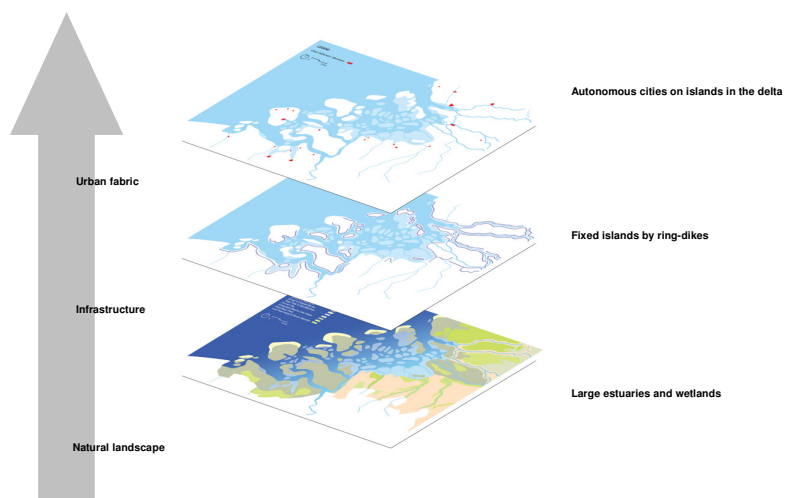 Autonomous cities on islands in the delta
Urban fabric
Fixed islands by ring-dikes
Infrastructure
Large estuaries and wetlands
Natural landscape